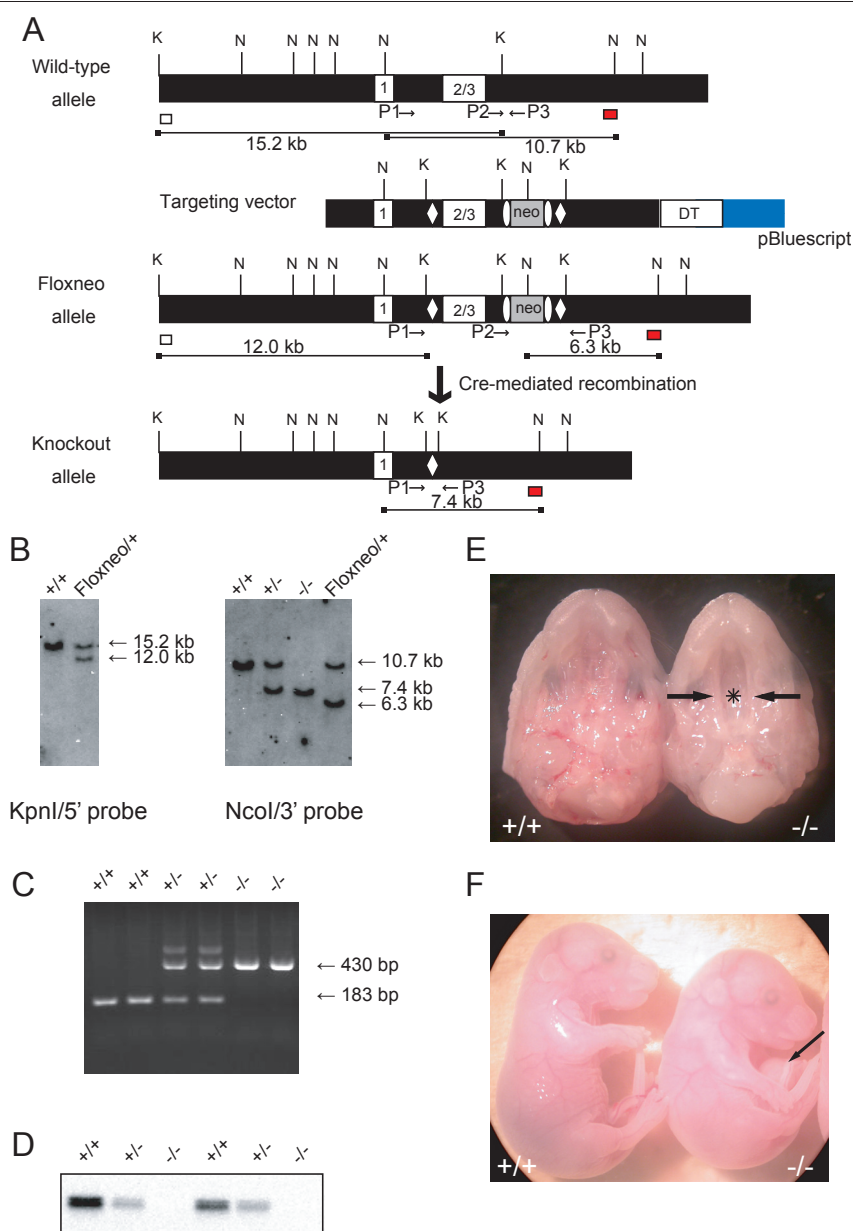 A
K N N N N N K N N
Wild-type
allele
1 2/3
P1→ P2→ ←P3
15.2 kb
10.7 kb
N K K N K
Targeting vector
1 2/3 neo DT
pBluescript
K N N N N N K K N K N N
Floxneo
allele
1 2/3 neo
P1→ P2→ ←P3
12.0 kb 6.3 kb
Cre-mediated recombination
K N N N N N K K N N
Knockout
allele
1
P1→ ←P3
7.4 kb
B
+/+ Floxneo/+
← 15.2 kb
← 12.0 kb
KpnI/5' probe
+/+ +/- -/- Floxneo/+
← 10.7 kb
← 7.4 kb
← 6.3 kb
NcoI/3' probe
C
+/+ +/+ +/- +/- -/- -/-
← 430 bp
← 183 bp
D
+/+ +/- -/- +/+ +/- -/-
E
*
+/+ -/-
F
+/+ -/-